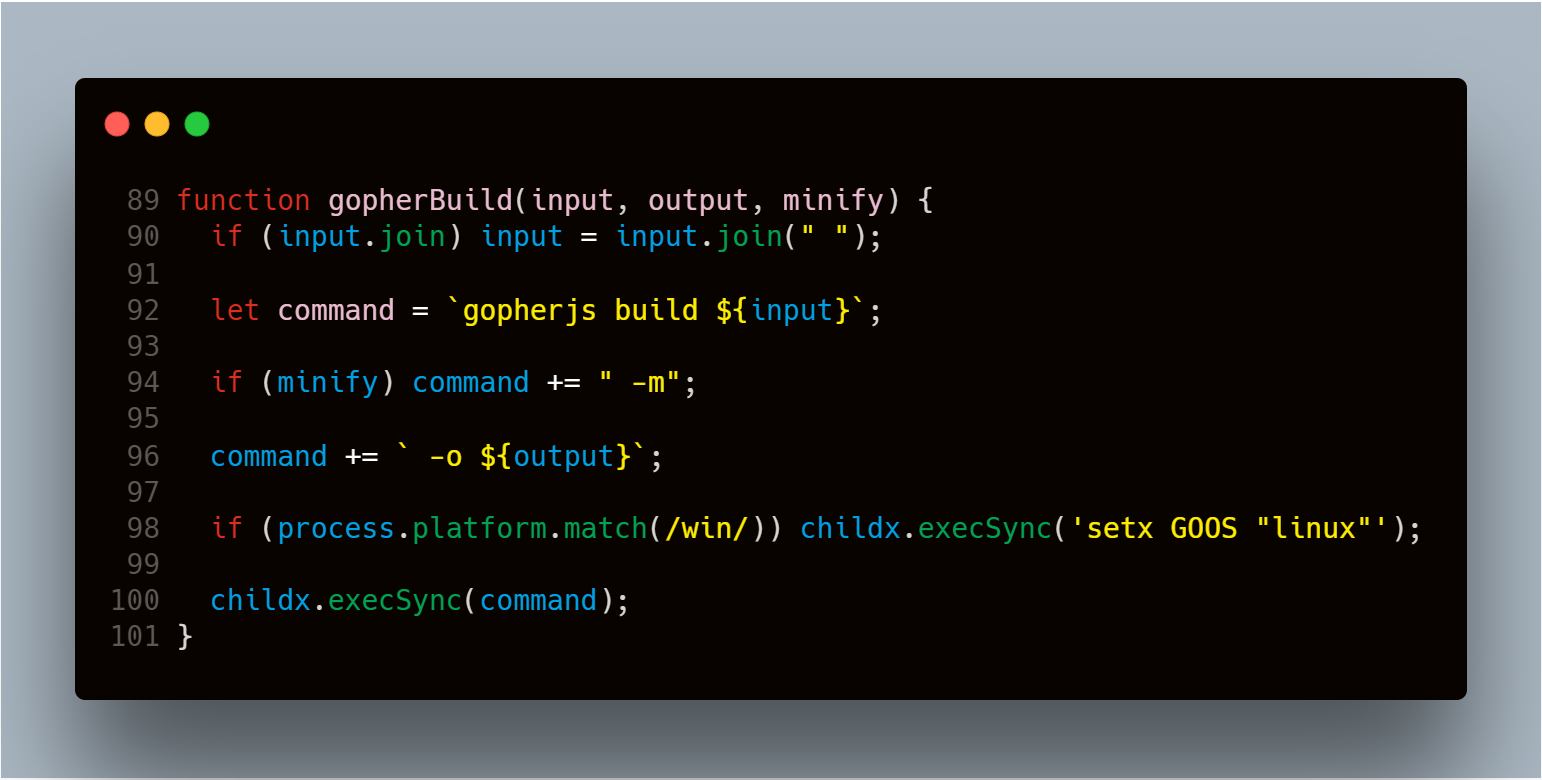 89 function gopherBuild(input, output, minify) {
90   if (input.join) input = input.join(" ");
91
92   let command = `gopherjs build ${input}`;
93
94   if (minify) command += " -m";
95
96   command += ` -o ${output}`;
97
98   if (process.platform.match(/win/)) childx.execSync('setx GOOS "linux"');
99
100   childx.execSync(command);
101 }